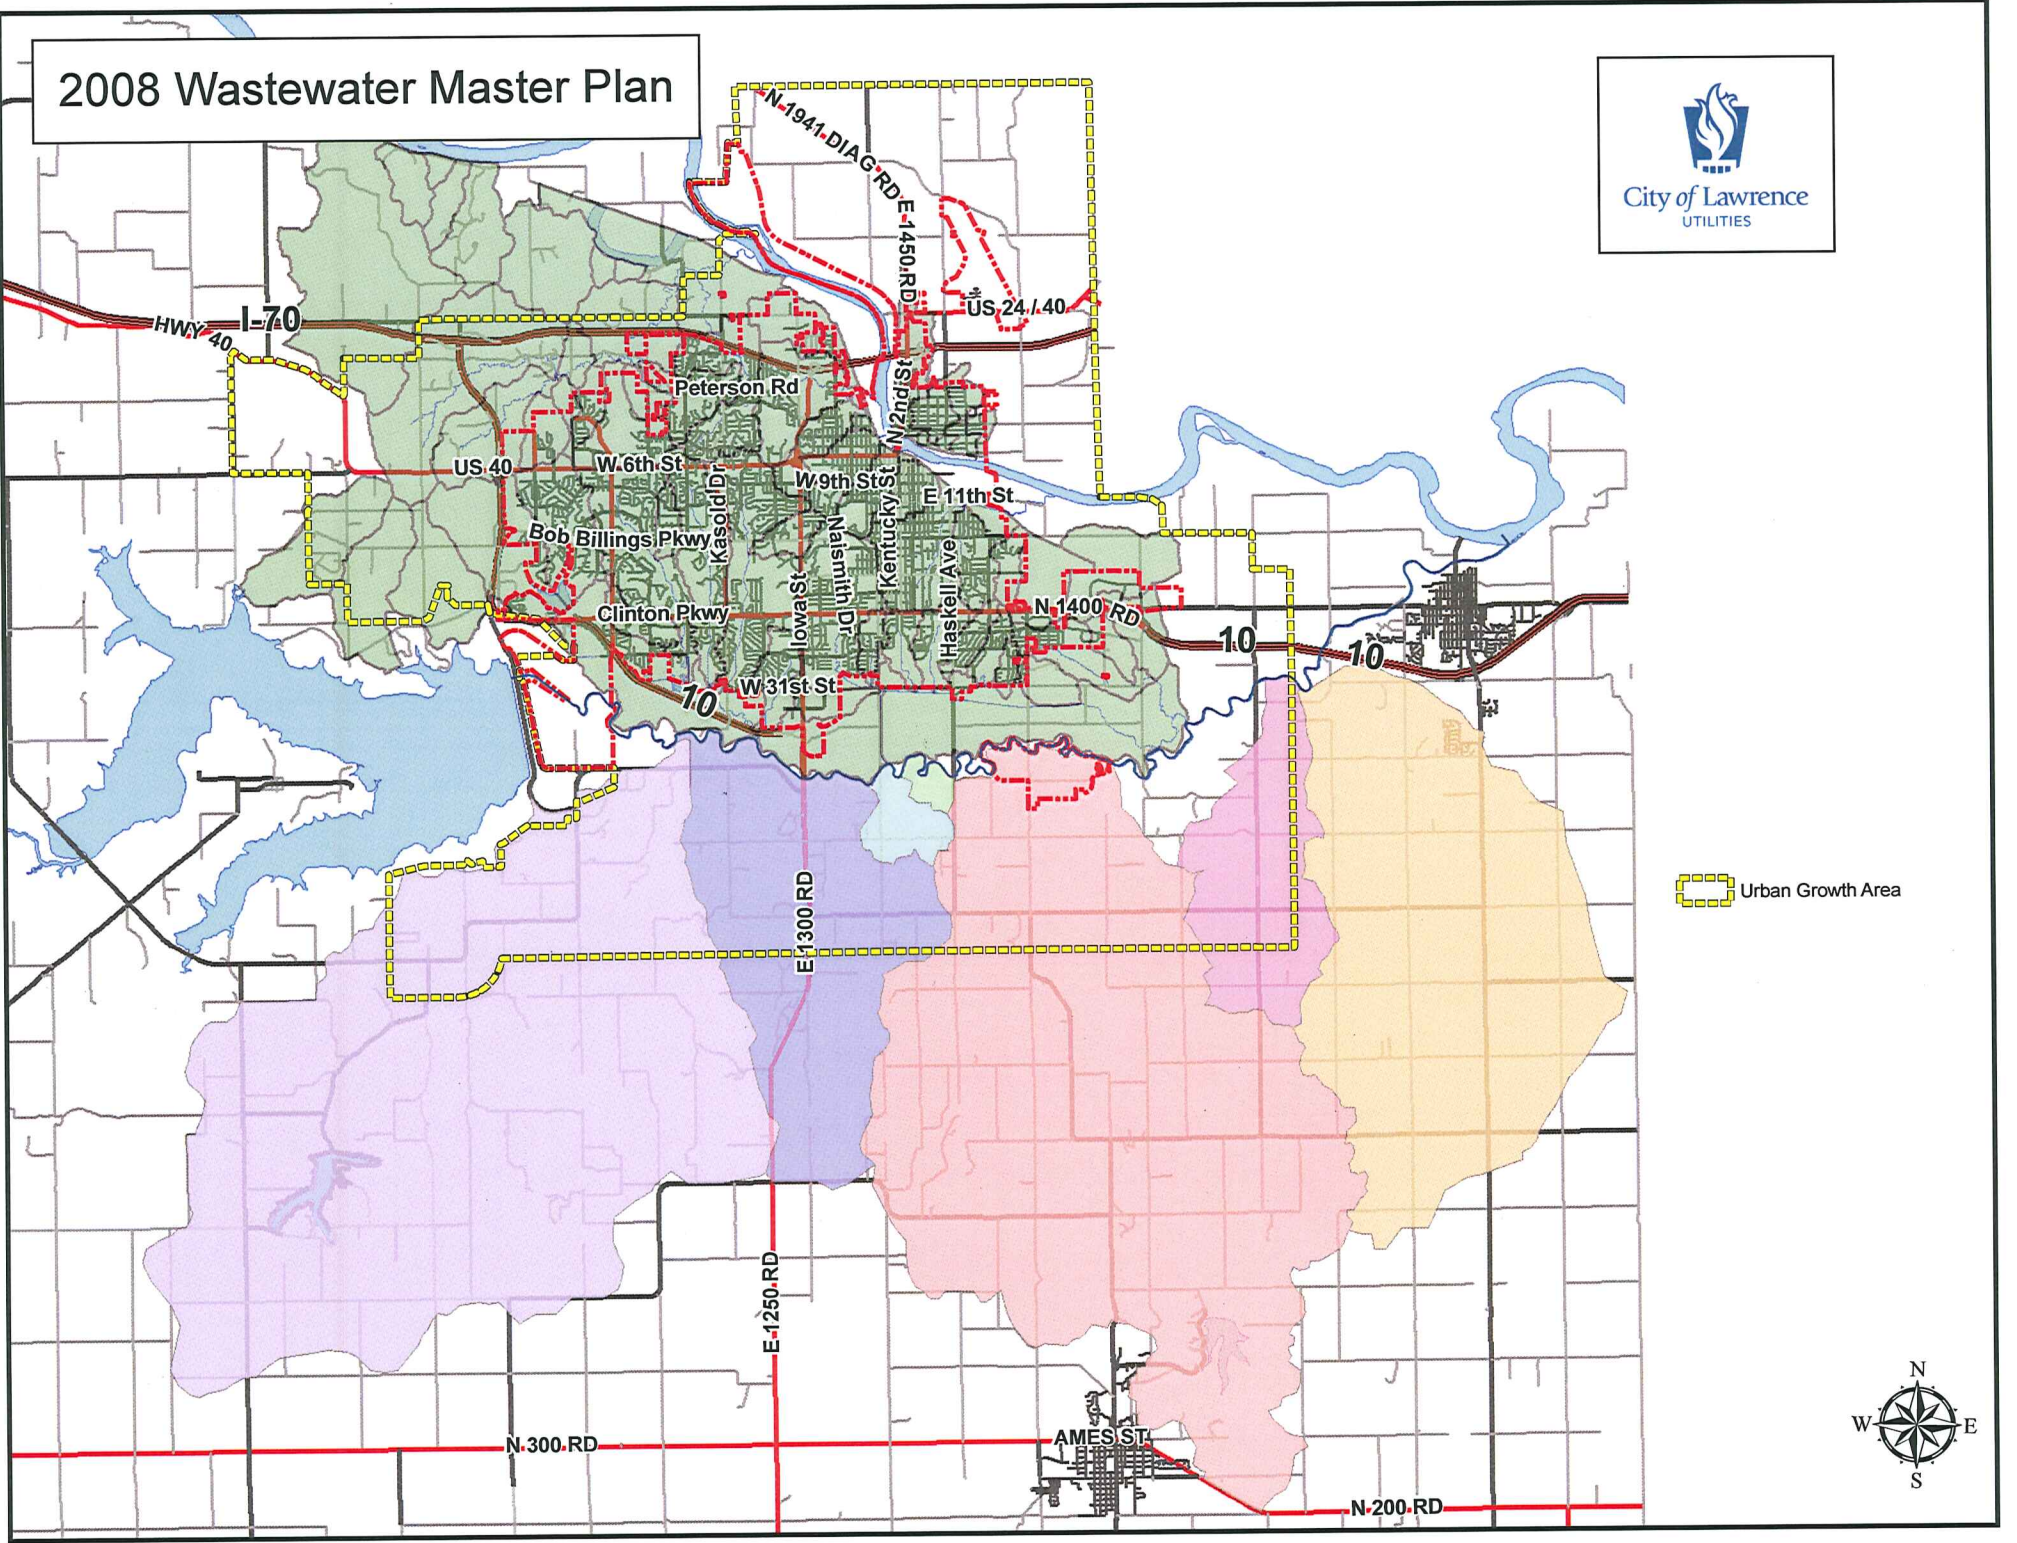 2008 Wastewater Master Plan
City of Lawrence
UTILITIES
N 1941 DIAG RD
E 1450 RD
US 24 / 40
I-70
HWY 40
Peterson Rd
N 2nd St
US 40
W 6th St
W 9th St
Kasold Dr
Kentucky St
E 11th St
Bob Billings Pkwy
Naismith Dr
Iowa St
Haskell Ave
Clinton Pkwy
N 1400 RD
10
10
W 31st St
10
E 1300 RD
Urban Growth Area
E 1250 RD
N 300 RD
AMES ST
N 200 RD
N
W
E
S